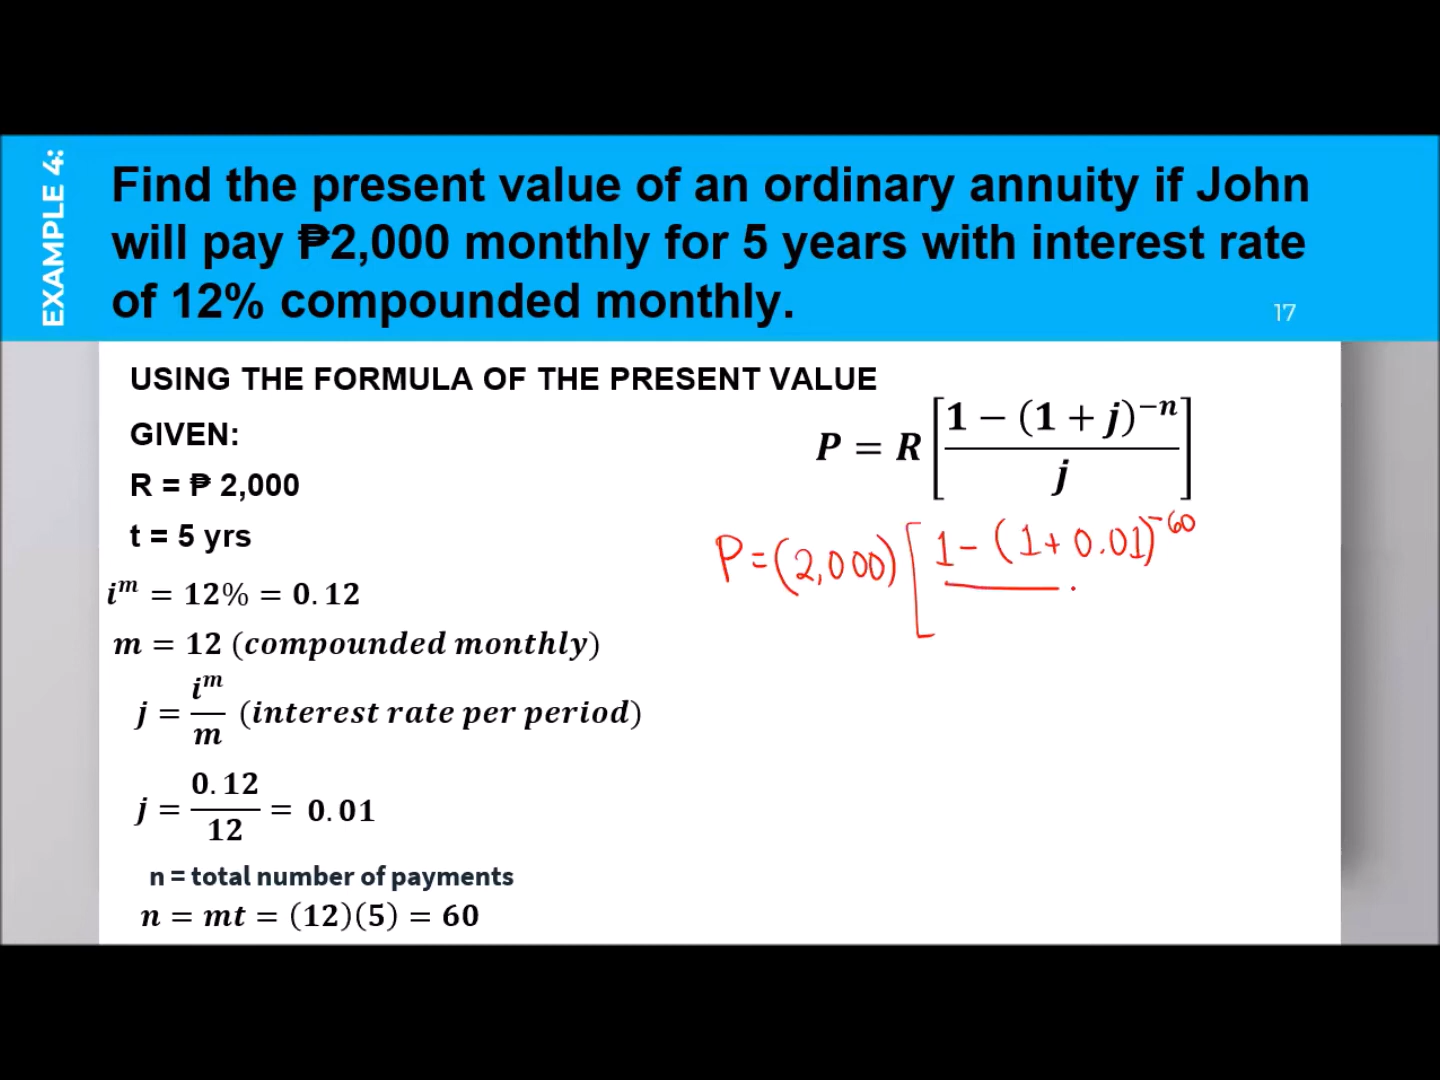 EXAMPLE 4:
Find the present value of an ordinary annuity if John
will pay ₱2,000 monthly for 5 years with interest rate
of 12% compounded monthly.
17
USING THE FORMULA OF THE PRESENT VALUE
GIVEN:
R = ₱ 2,000
t = 5 yrs
i^m = 12% = 0.12
m = 12 (compounded monthly)
j = i^m/m (interest rate per period)
j = 0.12/12 = 0.01
n = total number of payments
n = mt = (12)(5) = 60
P = R [1 − (1 + j)^−n / j]
P = (2,000) [1 − (1 + 0.01)^−60